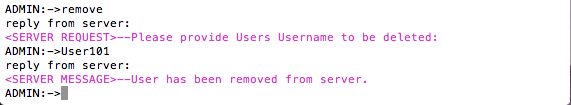 ADMIN:->remove
reply from server:
<SERVER REQUEST>--Please provide Users Username to be deleted:
ADMIN:->User101
reply from server:
<SERVER MESSAGE>--User has been removed from server.
ADMIN:->